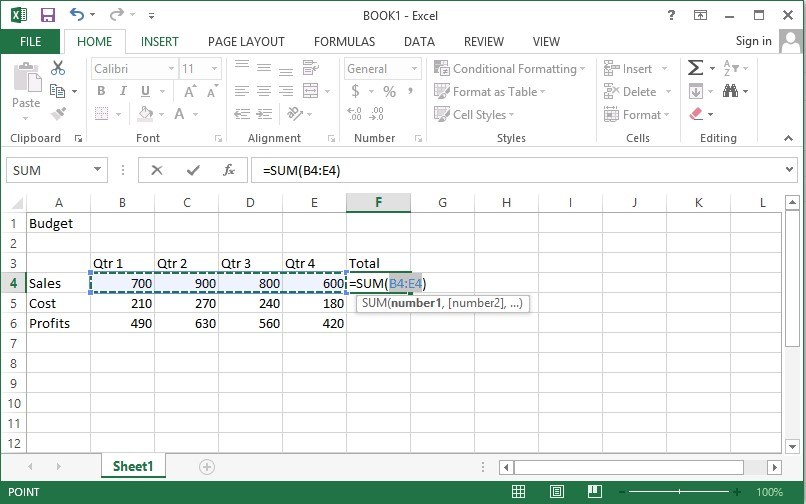 BOOK1 - Excel
FILE HOME INSERT PAGE LAYOUT FORMULAS DATA REVIEW VIEW Sign in
Calibri 11 General Conditional Formatting Insert
Paste B I U A A $ % , Format as Table Delete
A .00 .00 Cell Styles Format
Clipboard Font Alignment Number Styles Cells Editing
SUM fx =SUM(B4:E4)
A B C D E F G H I J K L
1 Budget
2
3 Qtr 1 Qtr 2 Qtr 3 Qtr 4 Total
4 Sales 700 900 800 600 =SUM(B4:E4)
5 Cost 210 270 240 180 SUM(number1, [number2], ...)
6 Profits 490 630 560 420
7
8
9
10
11
12
Sheet1
POINT 100%